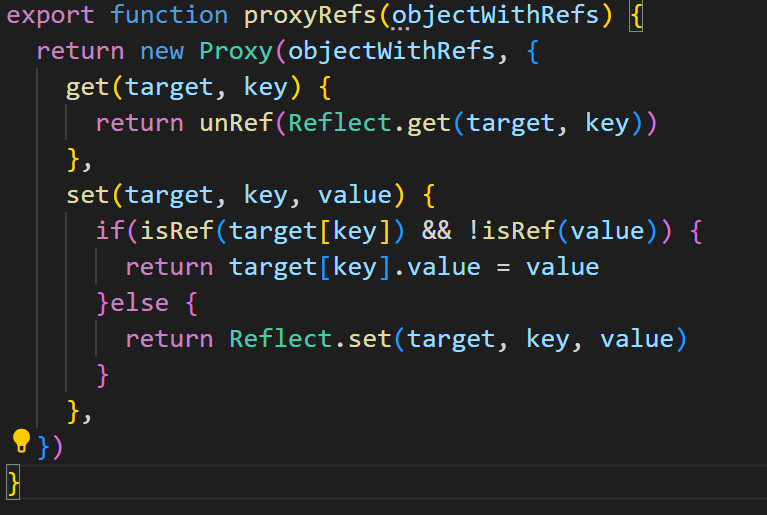 export function proxyRefs(objectWithRefs) {
  return new Proxy(objectWithRefs, {
    get(target, key) {
      return unRef(Reflect.get(target, key))
    },
    set(target, key, value) {
      if(isRef(target[key]) && !isRef(value)) {
        return target[key].value = value
      }else {
        return Reflect.set(target, key, value)
      }
    },
  })
}